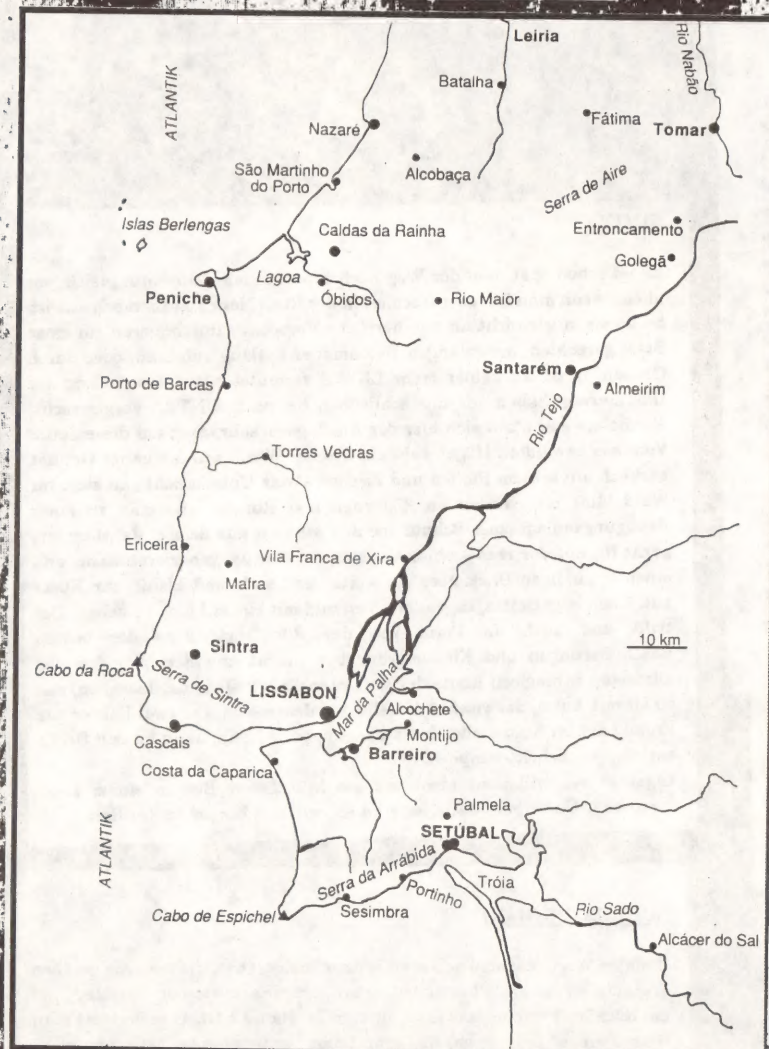 Leiria
Rio Nabão
Batalha
ATLANTIK
Fátima
Nazaré
Tomar
Alcobaça
São Martinho
do Porto
Serra de Aire
Islas Berlengas
Entroncamento
Caldas da Rainha
Golegã
Lagoa
Peniche
Óbidos
Rio Maior
Santarém
Porto de Barcas
Almeirim
Rio Tejo
Torres Vedras
Ericeira
Vila Franca de Xira
Mafra
10 km
Sintra
Cabo da Roca
Serra de Sintra
LISSABON
Mar da Palha
Alcochete
Montijo
Cascais
Barreiro
Costa da Caparica
Palmela
ATLANTIK
SETÚBAL
Serra da Arrábida
Tróia
Portinho
Rio Sado
Cabo de Espichel
Sesimbra
Alcácer do Sal